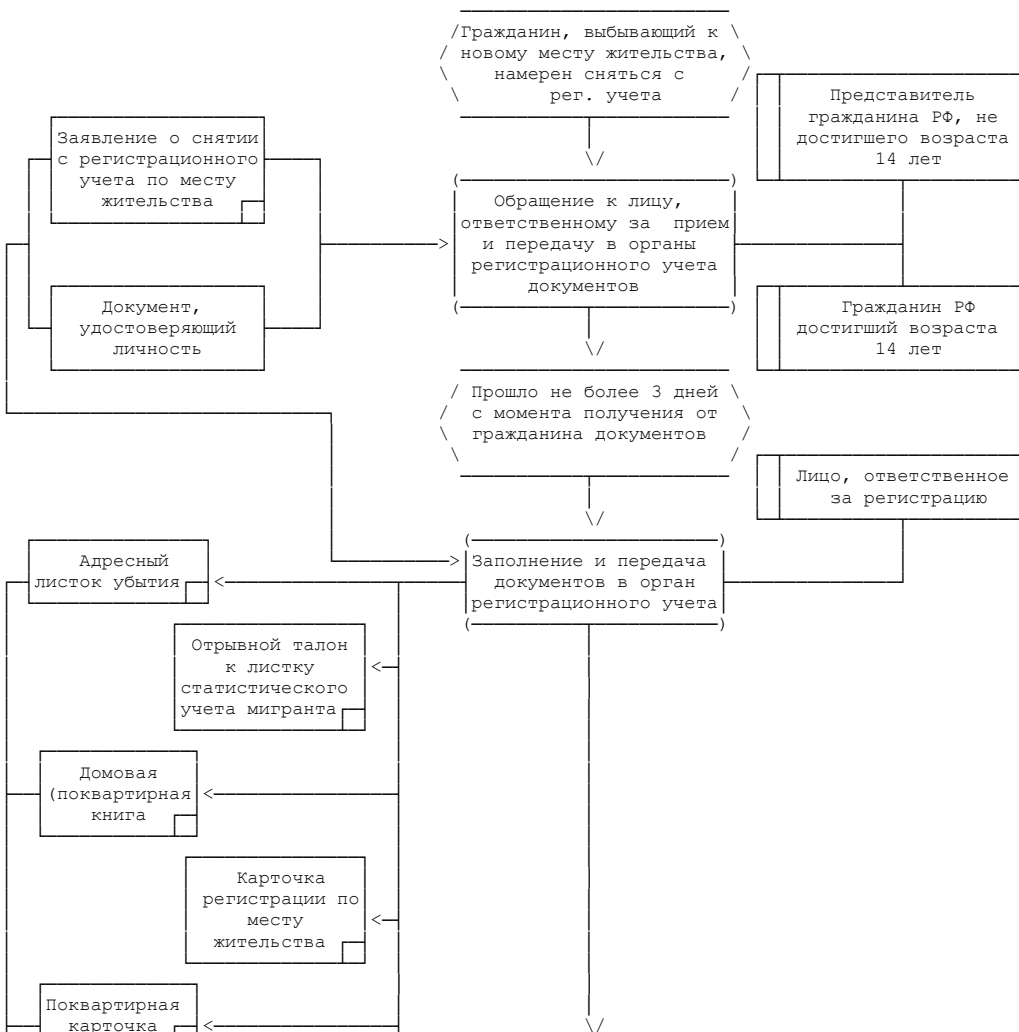 Гражданин, выбывающий к
новому месту жительства,
намерен сняться с
рег. учета
Представитель
гражданина РФ, не
достигшего возраста
14 лет
Заявление о снятии
с регистрационного
учета по месту
жительства
Обращение к лицу,
ответственному за прием
и передачу в органы
регистрационного учета
документов
Документ,
удостоверяющий
личность
Гражданин РФ
достигший возраста
14 лет
Прошло не более 3 дней
с момента получения от
гражданина документов
Лицо, ответственное
за регистрацию
Заполнение и передача
документов в орган
регистрационного учета
Адресный
листок убытия
Отрывной талон
к листку
статистического
учета мигранта
Домовая
(поквартирная
книга
Карточка
регистрации по
месту
жительства
Поквартирная
карточка